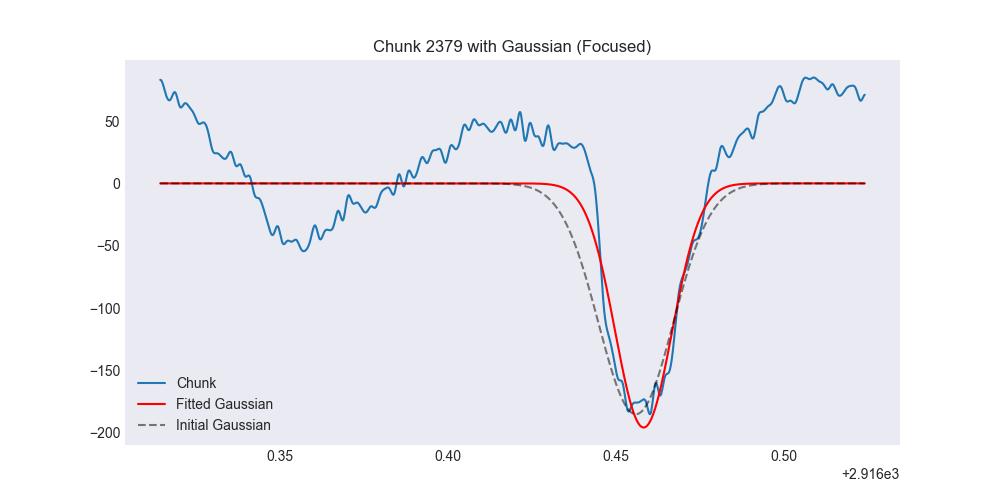 Chunk 2379 with Gaussian (Focused)
50
0
−50
−100
−150
−200
Chunk
Fitted Gaussian
Initial Gaussian
0.35 0.40 0.45 0.50
+2.916e3